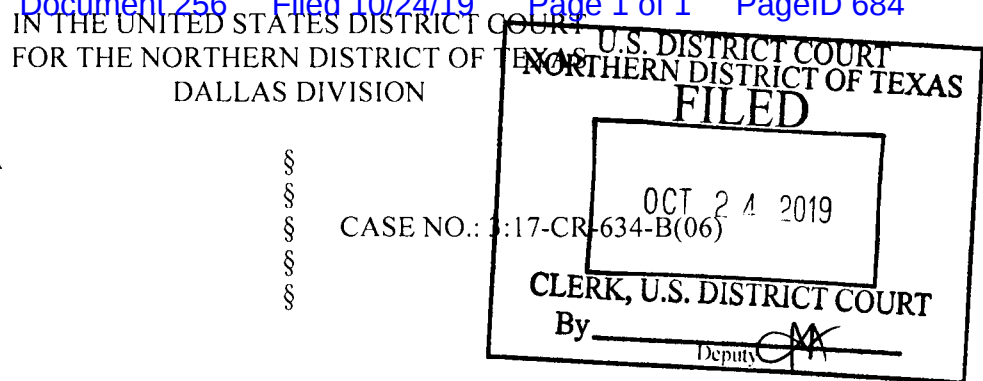 Document 256 Filed 10/24/19 Page 1 of 1 PageID 684
IN THE UNITED STATES DISTRICT COURT
FOR THE NORTHERN DISTRICT OF TEXAS
DALLAS DIVISION
§
§
§ CASE NO.: 3:17-CR-634-B(06)
§
§
U.S. DISTRICT COURT
NORTHERN DISTRICT OF TEXAS
FILED
OCT 24 2019
CLERK, U.S. DISTRICT COURT
By
Deputy